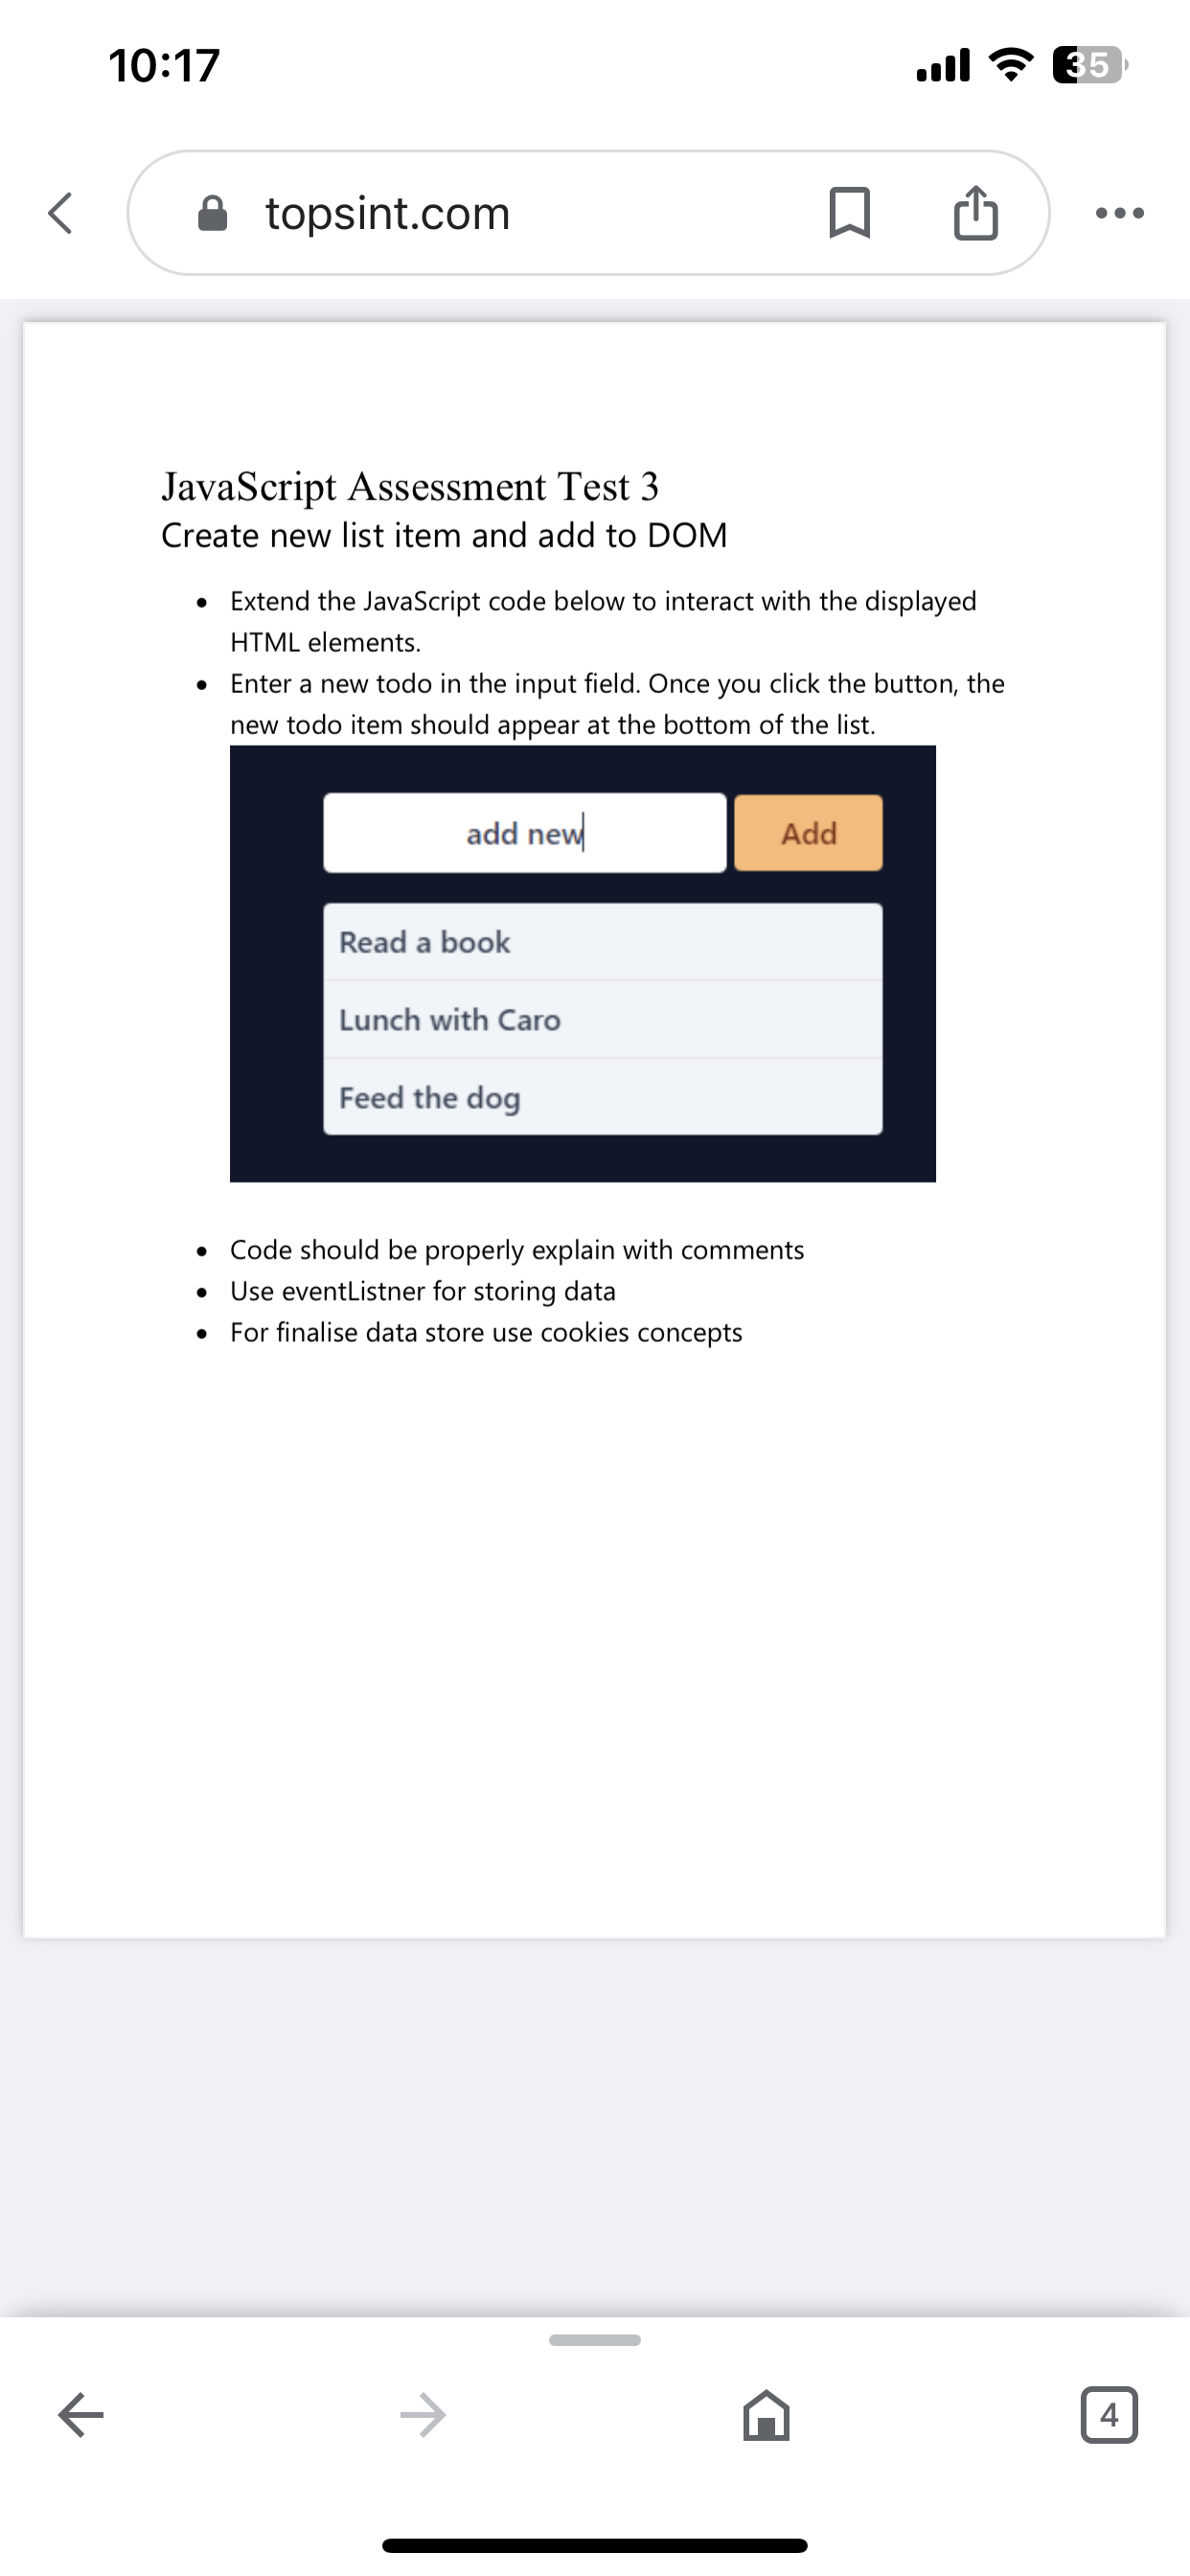 10:17
35
topsint.com
JavaScript Assessment Test 3
Create new list item and add to DOM
• Extend the JavaScript code below to interact with the displayed
HTML elements.
• Enter a new todo in the input field. Once you click the button, the
new todo item should appear at the bottom of the list.
add new
Add
Read a book
Lunch with Caro
Feed the dog
• Code should be properly explain with comments
• Use eventListner for storing data
• For finalise data store use cookies concepts
4